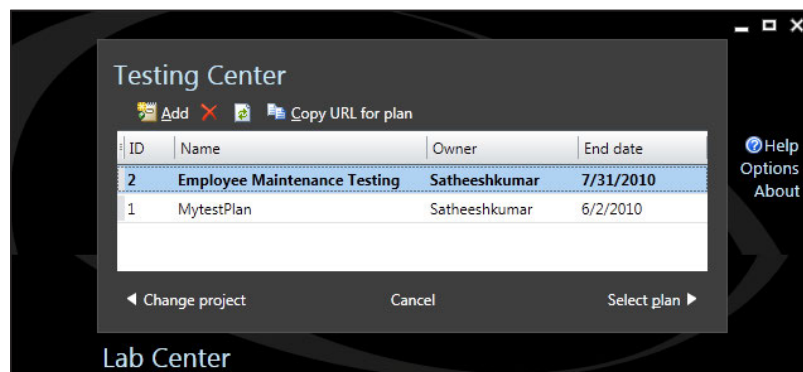 Testing Center
Add Copy URL for plan
ID Name Owner End date
2 Employee Maintenance Testing Satheeshkumar 7/31/2010
1 MytestPlan Satheeshkumar 6/2/2010
Help
Options
About
Change project Cancel Select plan
Lab Center